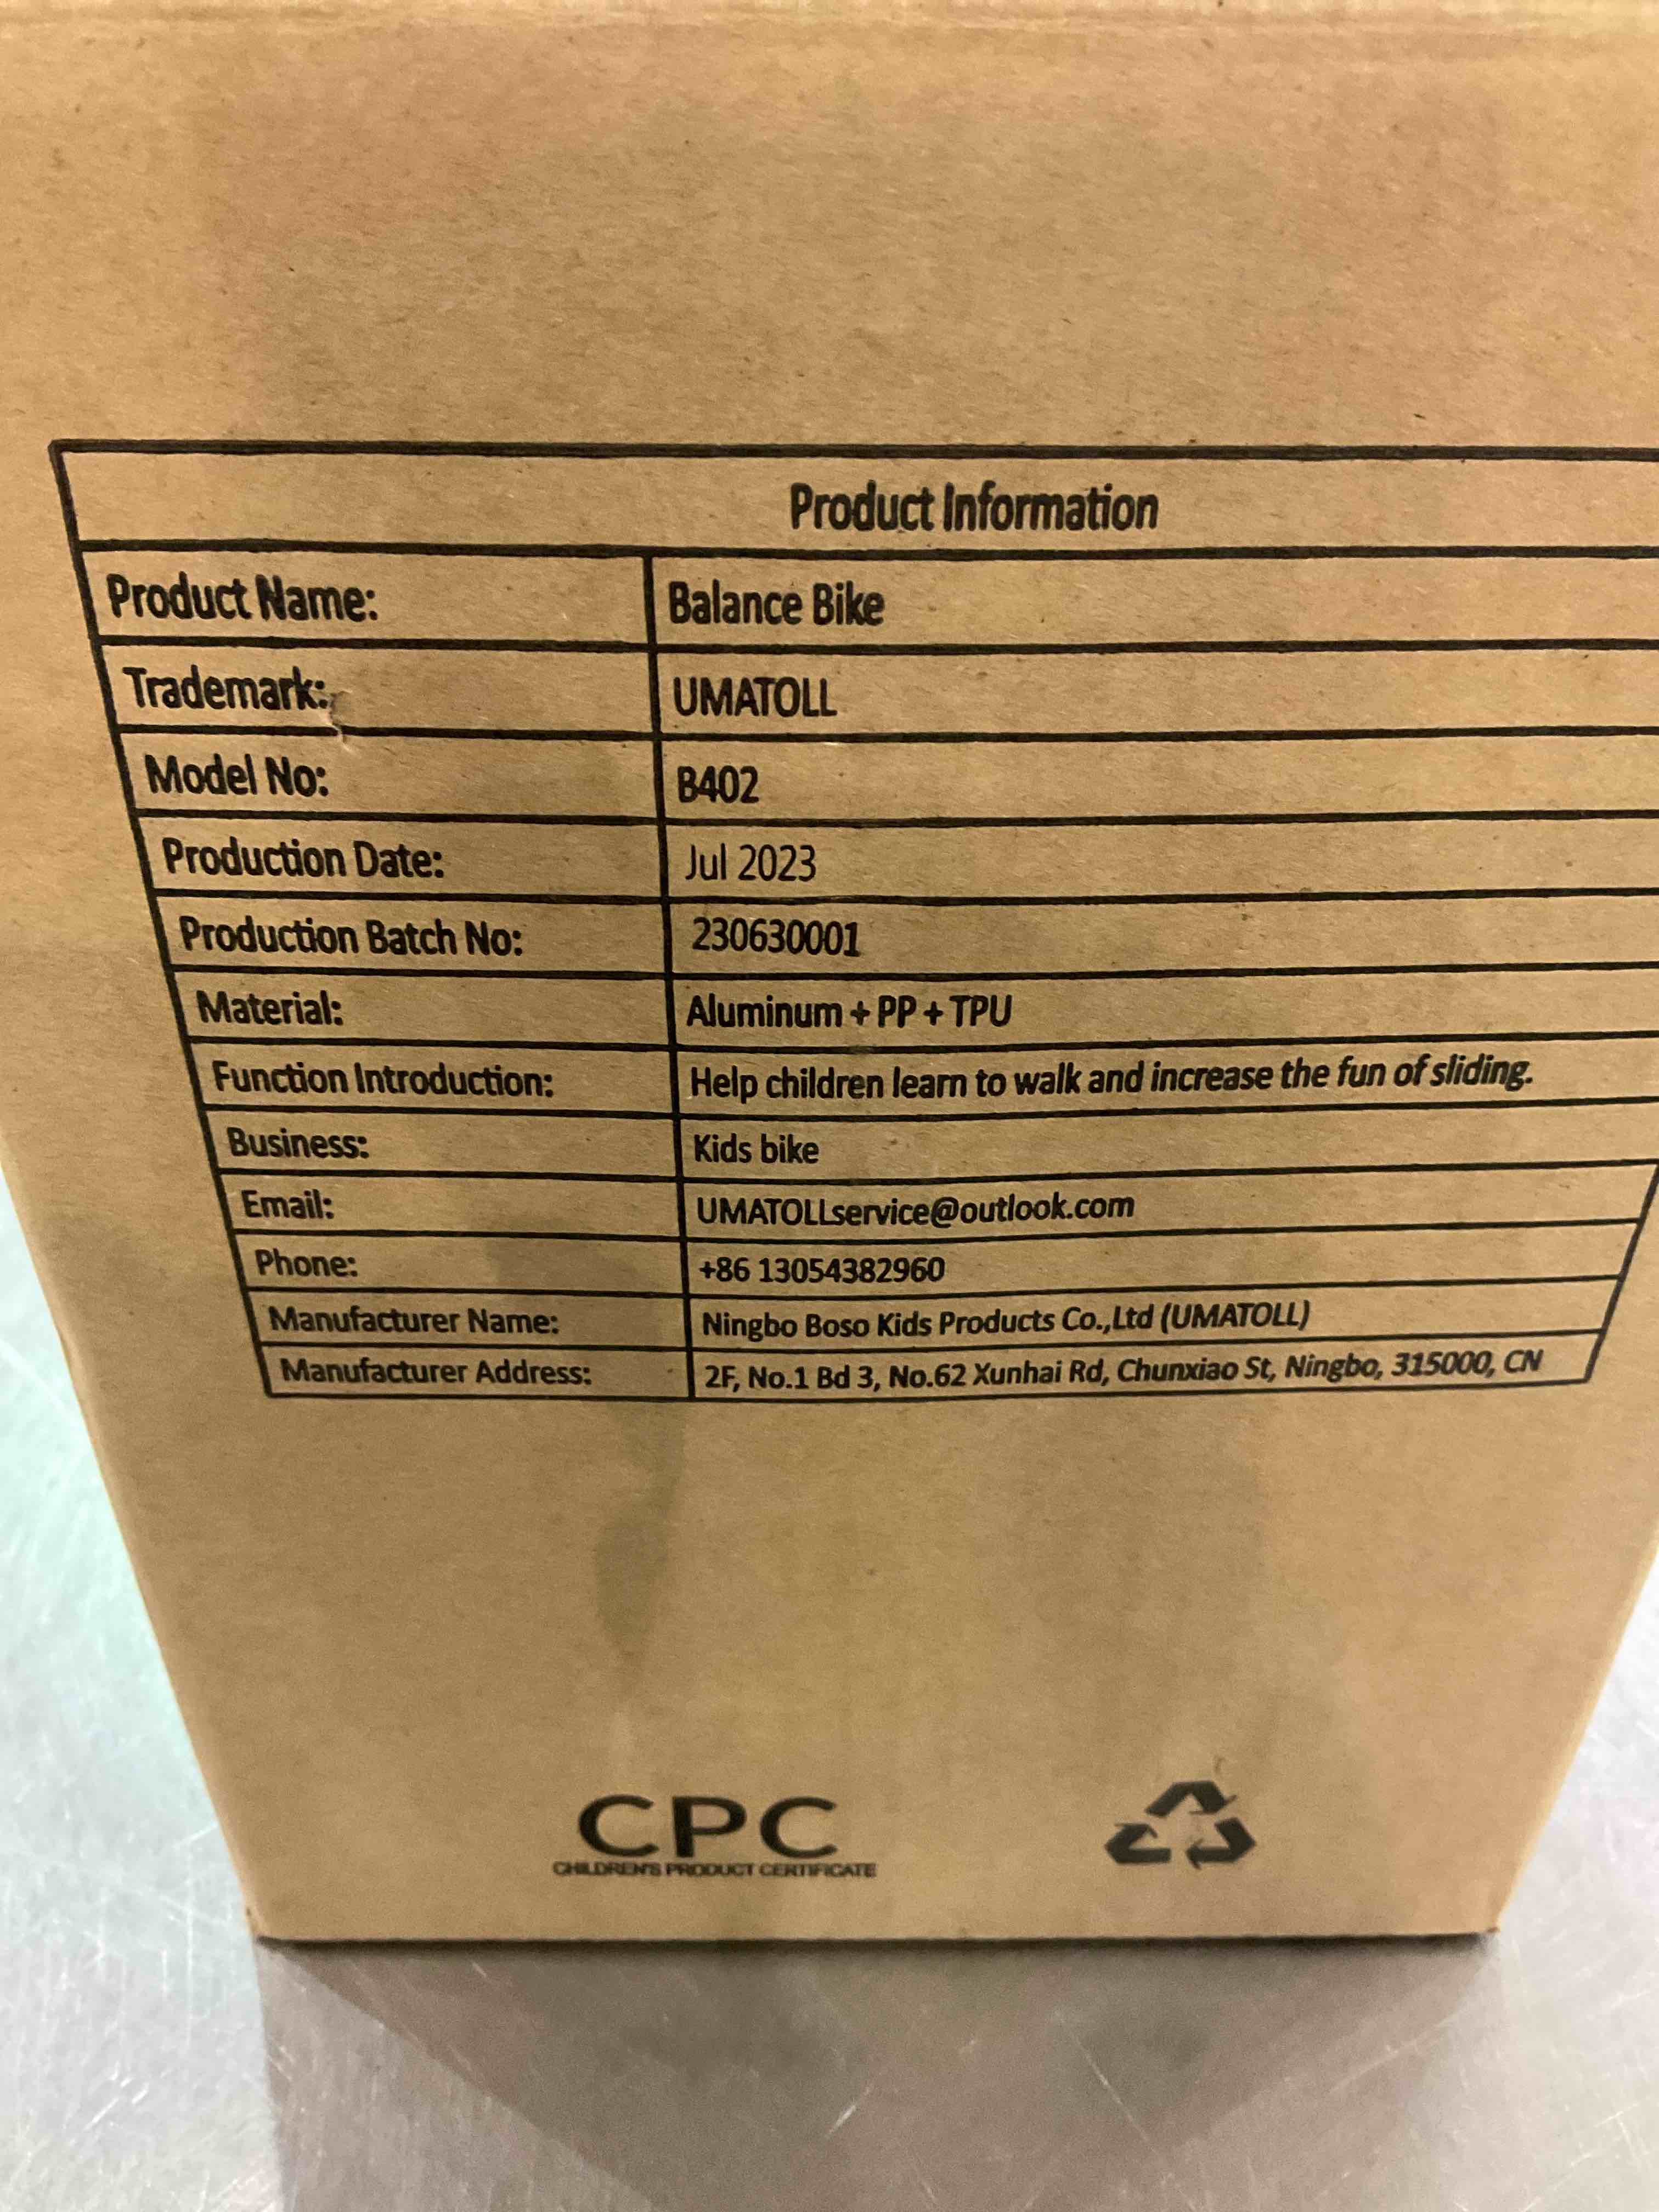 Product Information
Product Name: Balance Bike
Trademark: UMATOLL
Model No: B402
Production Date: Jul 2023
Production Batch No: 230630001
Material: Aluminum + PP + TPU
Function Introduction: Help children learn to walk and increase the fun of sliding.
Business: Kids bike
Email: UMATOLLservice@outlook.com
Phone: +86 13054382960
Manufacturer Name: Ningbo Boso Kids Products Co.,Ltd (UMATOLL)
Manufacturer Address: 2F, No.1 Bd 3, No.62 Xunhai Rd, Chunxiao St, Ningbo, 315000, CN
CPC
CHILDREN'S PRODUCT CERTIFICATE